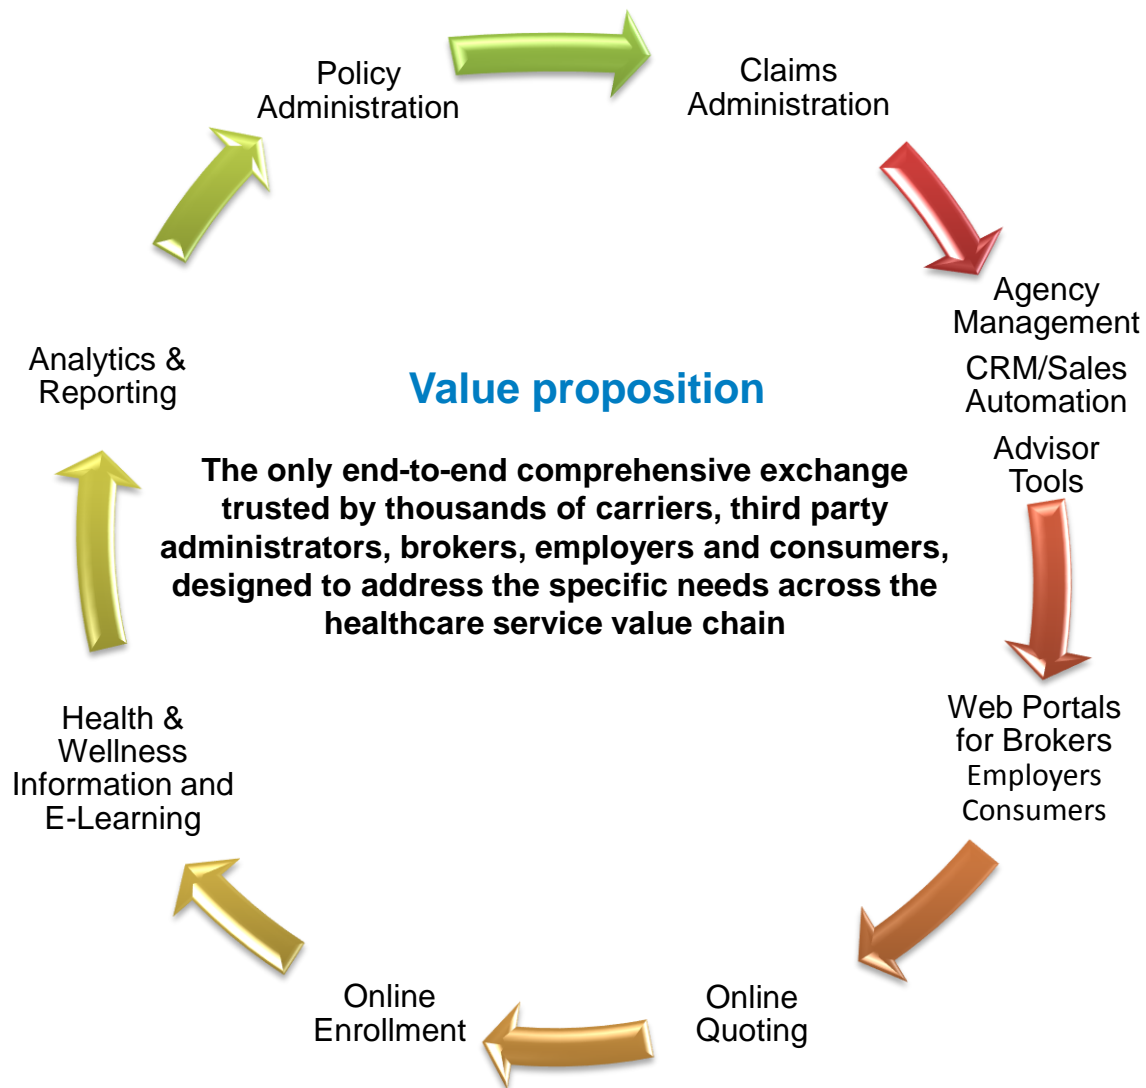 Policy
Administration
Claims
Administration
Agency
Management
CRM/Sales
Automation
Advisor
Tools
Web Portals
for Brokers
Employers
Consumers
Online
Quoting
Online
Enrollment
Health &
Wellness
Information and
E-Learning
Analytics &
Reporting
Value proposition
The only end-to-end comprehensive exchange
trusted by thousands of carriers, third party
administrators, brokers, employers and consumers,
designed to address the specific needs across the
healthcare service value chain